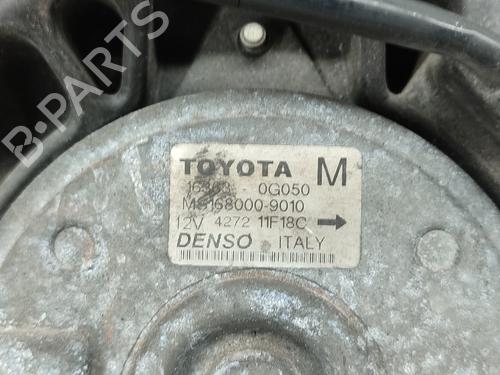 B-PARTS
TOYOTA M
16363 - 0G050
MS168000-9010
12V 4272 11F18C →
DENSO ITALY